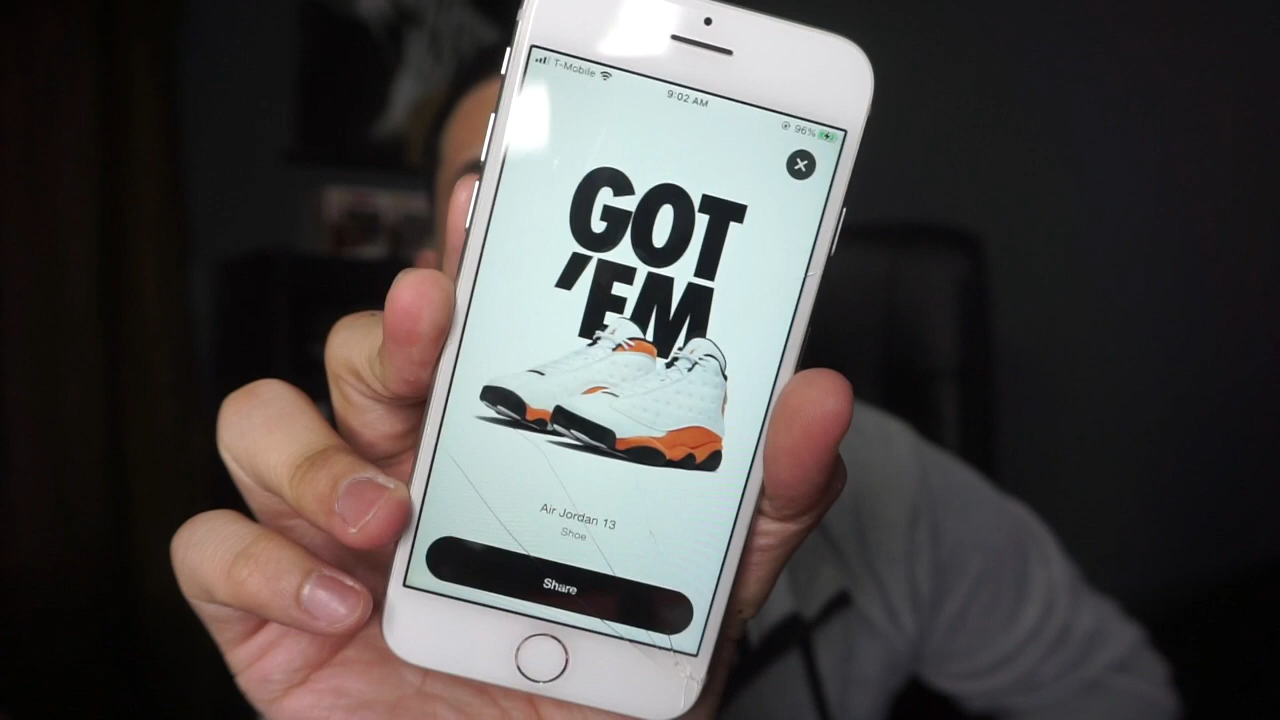 T-Mobile
9:02 AM
96%
GOT
'EM
Air Jordan 13
Shoe
Share